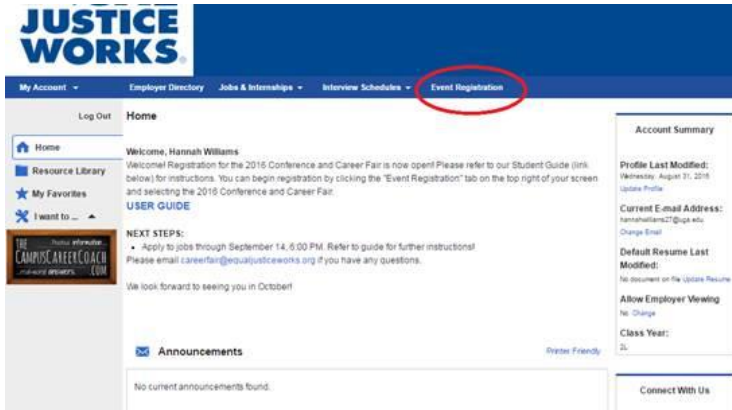 JUSTICE
WORKS
My Account
Employer Directory
Jobs & Internships
Interview Schedules
Event Registration
Log Out
Home
Resource Library
My Favorites
I want to ...
CAMPUSCAREERCOACH
.COM
Home
Welcome, Hannah Williams
Welcome! Registration for the 2016 Conference and Career Fair is now open! Please refer to our Student Guide (link
below) for instructions. You can begin registration by clicking the "Event Registration" tab on the top right of your screen
and selecting the 2016 Conference and Career Fair.
USER GUIDE
NEXT STEPS:
• Apply to jobs through September 14, 6:00 PM. Refer to guide for further instructions!
Please email careerfair@equaljusticeworks.org if you have any questions.
We look forward to seeing you in October!
Announcements
Printer Friendly
No current announcements found.
Account Summary
Profile Last Modified:
Wednesday, August 31, 2016
Update Profile
Current E-mail Address:
hannahwilliams27@uga.edu
Change Email
Default Resume Last
Modified:
No document on file Update Resume
Allow Employer Viewing
No Change
Class Year:
2L
Connect With Us